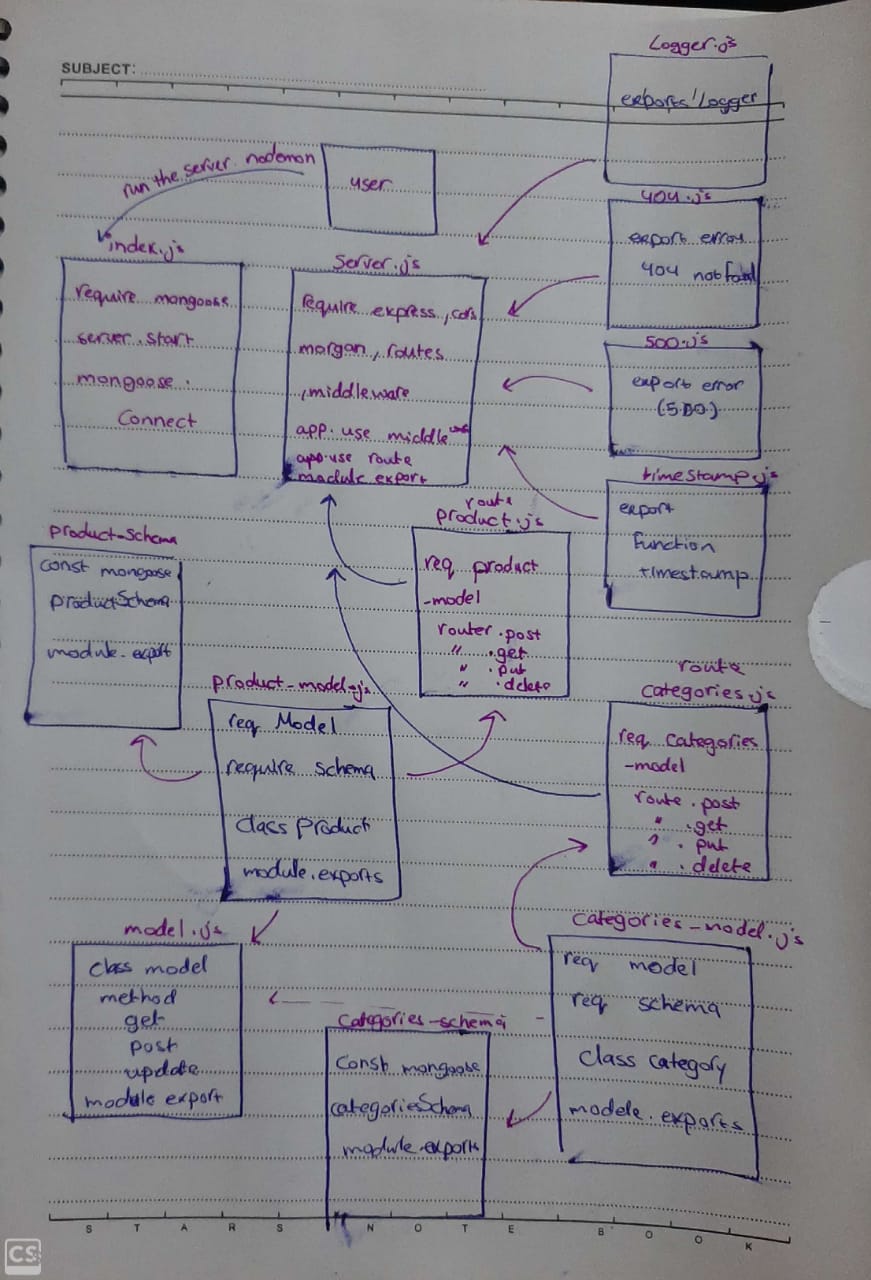 SUBJECT:
Logger.js
exports logger
run the server nodemon
user
404.js
export error
404 not found
index.js
require mongoose
server.start
mongoose.
Connect
Server.js
require express, cors
morgan, routes
, middleware
app.use middle
app.use route
module export
500.js
export error
(500)
timeStamp.js
export
Function
timestamp
product-Schema
const mongoose
productSchema
module.export
route
product.js
req product
-model
router.post
" .get
" .put
" .delete
product-model.js
req Model
require schema
class product
module.exports
route
categories.js
req categories
-model
route.post
" .get
" .put
" .delete
model.js
class model
method
get
post
update
module export
categories-schema
const mongoose
categoriesSchema
module.exports
categories-model.js
req model
req schema
class category
modele.exports
S T A R S N O T E B O O K
CS